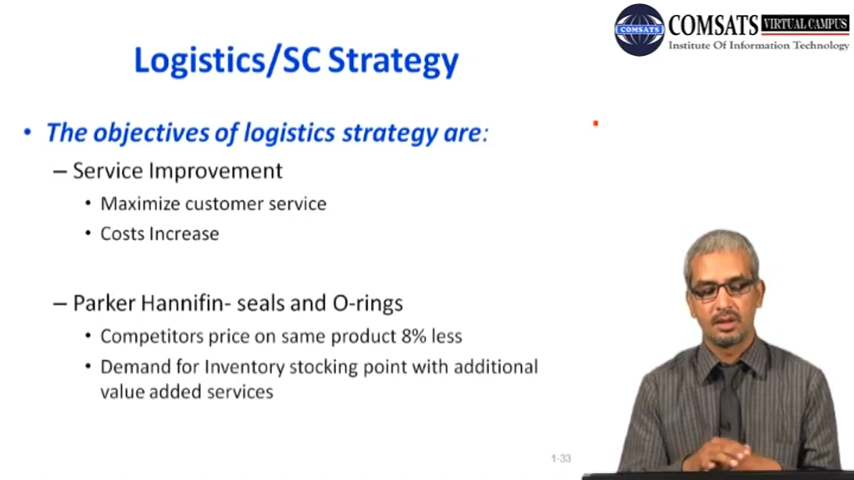 COMSATS VIRTUAL CAMPUS
Institute Of Information Technology
COMSATS
Logistics/SC Strategy
• The objectives of logistics strategy are:
– Service Improvement
• Maximize customer service
• Costs Increase
– Parker Hannifin- seals and O-rings
• Competitors price on same product 8% less
• Demand for Inventory stocking point with additional
value added services
1-33